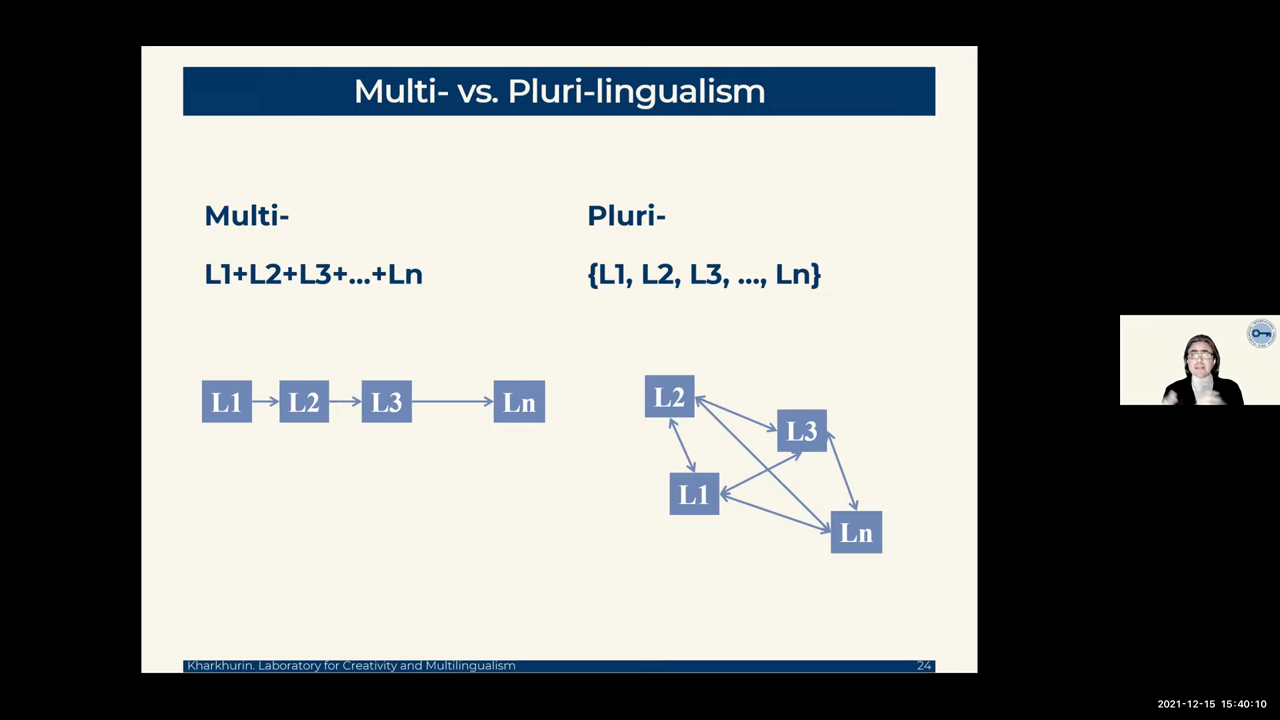 Multi- vs. Pluri-lingualism
Multi-
Pluri-
L1+L2+L3+...+Ln
{L1, L2, L3, ..., Ln}
L1
L2
L3
Ln
L2
L3
L1
Ln
Kharkhurin. Laboratory for Creativity and Multilingualism
24
2021-12-15 15:40:10